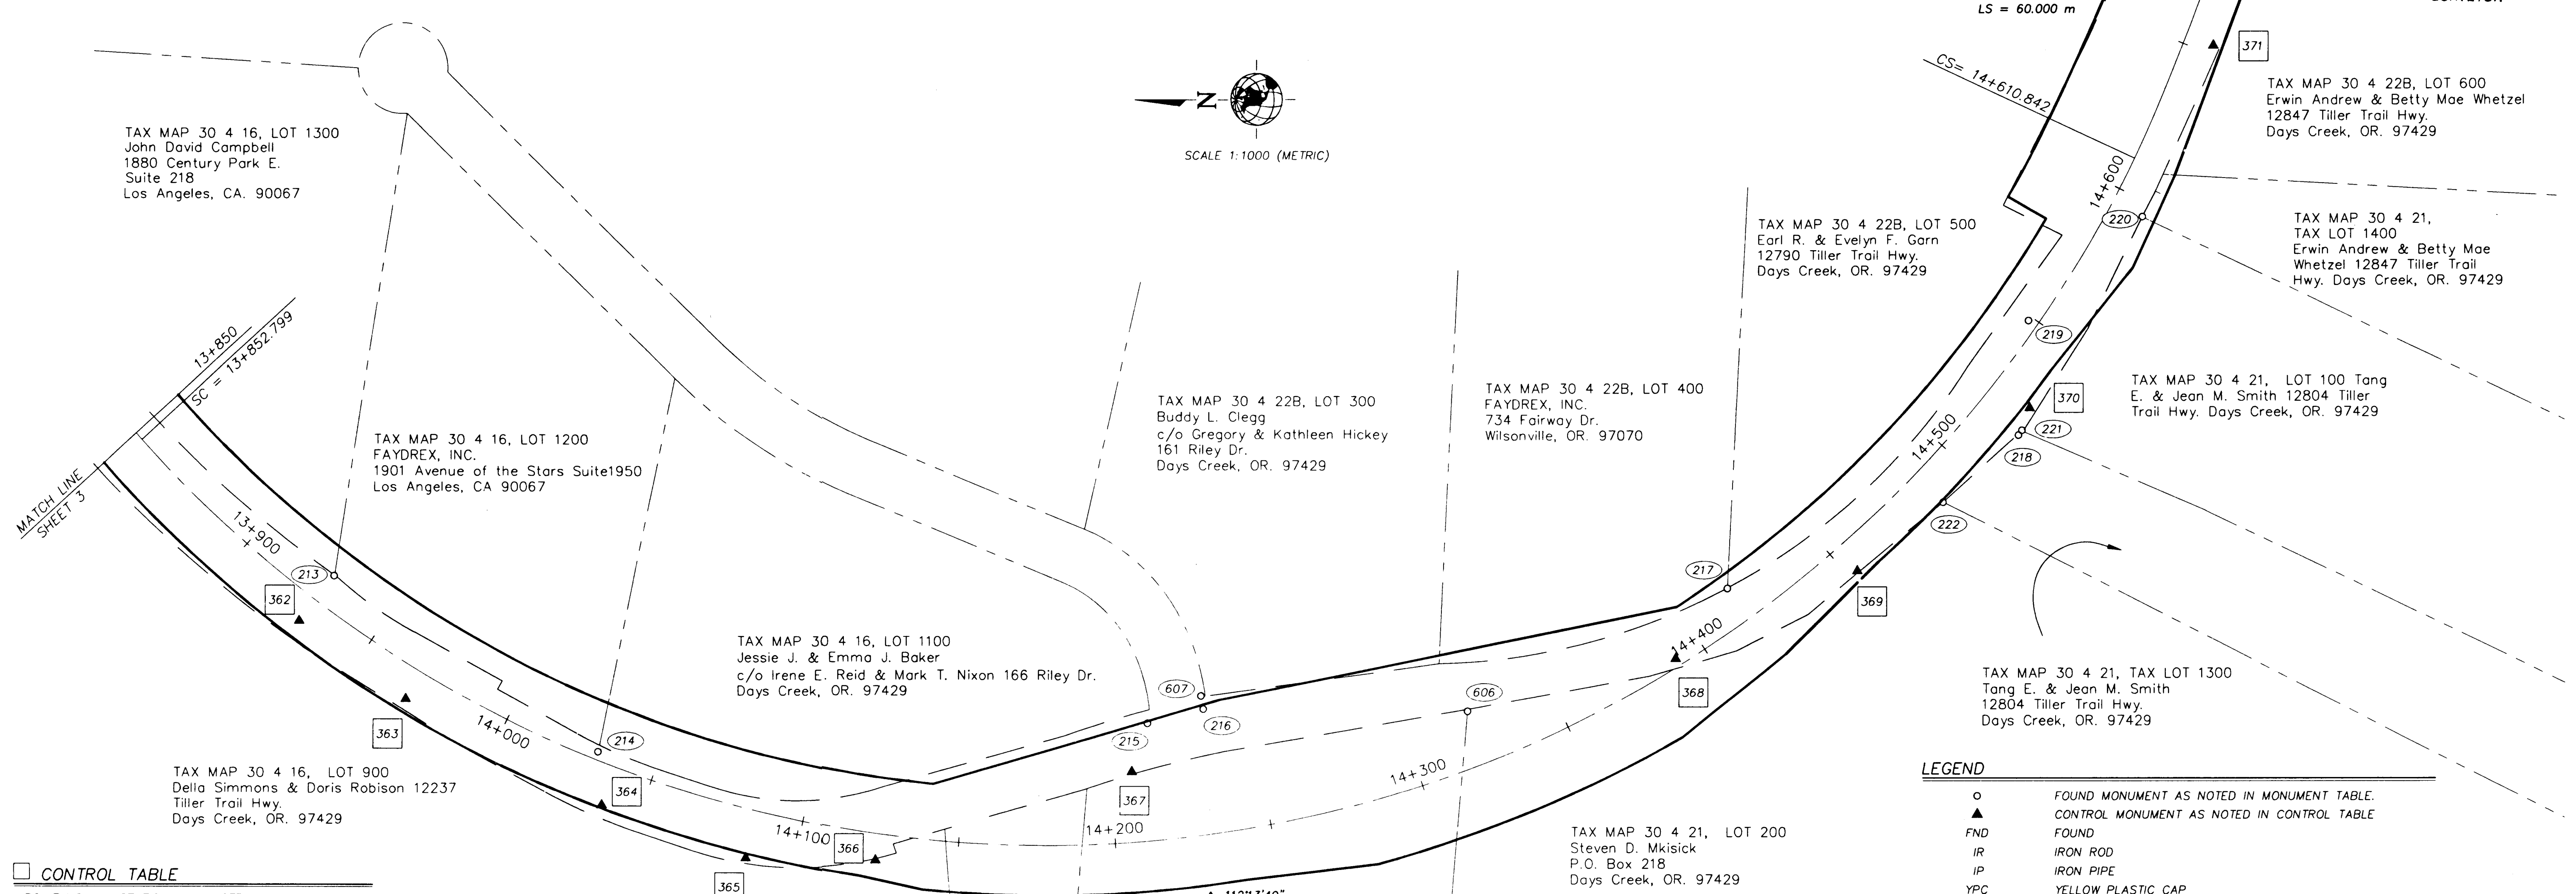 LS = 60.000 m
371
CS= 14+610.842
TAX MAP 30 4 22B, LOT 600
Erwin Andrew & Betty Mae Whetzel
12847 Tiller Trail Hwy.
Days Creek, OR. 97429
N
SCALE 1:1000 (METRIC)
TAX MAP 30 4 16, LOT 1300
John David Campbell
1880 Century Park E.
Suite 218
Los Angeles, CA. 90067
14+600
220
TAX MAP 30 4 22B, LOT 500
Earl R. & Evelyn F. Garn
12790 Tiller Trail Hwy.
Days Creek, OR. 97429
TAX MAP 30 4 21,
TAX LOT 1400
Erwin Andrew & Betty Mae
Whetzel 12847 Tiller Trail
Hwy. Days Creek, OR. 97429
13+850
SC = 13+852.799
219
TAX MAP 30 4 21, LOT 100 Tang
E. & Jean M. Smith 12804 Tiller
Trail Hwy. Days Creek, OR. 97429
370
221
218
14+500
TAX MAP 30 4 22B, LOT 300
Buddy L. Clegg
c/o Gregory & Kathleen Hickey
161 Riley Dr.
Days Creek, OR. 97429
TAX MAP 30 4 22B, LOT 400
FAYDREX, INC.
734 Fairway Dr.
Wilsonville, OR. 97070
TAX MAP 30 4 16, LOT 1200
FAYDREX, INC.
1901 Avenue of the Stars Suite1950
Los Angeles, CA 90067
MATCH LINE
SHEET 3
13+900
222
213
217
362
369
14+400
TAX MAP 30 4 16, LOT 1100
Jessie J. & Emma J. Baker
c/o Irene E. Reid & Mark T. Nixon 166 Riley Dr.
Days Creek, OR. 97429
607
606
368
216
215
363
14+000
214
TAX MAP 30 4 21, TAX LOT 1300
Tang E. & Jean M. Smith
12804 Tiller Trail Hwy.
Days Creek, OR. 97429
TAX MAP 30 4 16, LOT 900
Della Simmons & Doris Robison 12237
Tiller Trail Hwy.
Days Creek, OR. 97429
364
367
14+300
14+100
14+200
366
365
TAX MAP 30 4 21, LOT 200
Steven D. Mkisick
P.O. Box 218
Days Creek, OR. 97429
LEGEND
FOUND MONUMENT AS NOTED IN MONUMENT TABLE.
CONTROL MONUMENT AS NOTED IN CONTROL TABLE
FND FOUND
IR IRON ROD
IP IRON PIPE
YPC YELLOW PLASTIC CAP
CONTROL TABLE